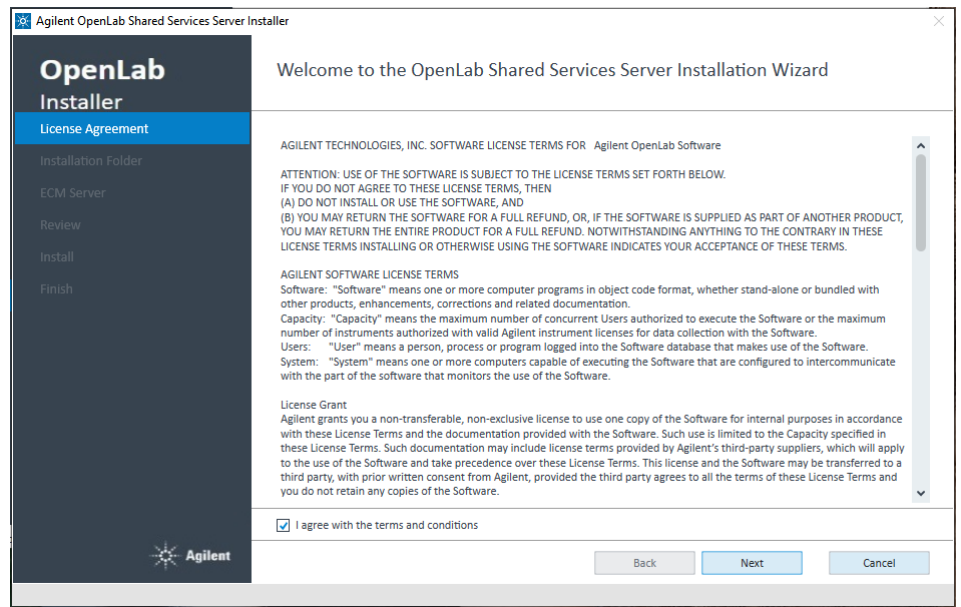 Agilent OpenLab Shared Services Server Installer
OpenLab
Installer
License Agreement
Installation Folder
ECM Server
Review
Install
Finish
Agilent
Welcome to the OpenLab Shared Services Server Installation Wizard
AGILENT TECHNOLOGIES, INC. SOFTWARE LICENSE TERMS FOR   Agilent OpenLab Software
ATTENTION: USE OF THE SOFTWARE IS SUBJECT TO THE LICENSE TERMS SET FORTH BELOW.
IF YOU DO NOT AGREE TO THESE LICENSE TERMS, THEN
(A) DO NOT INSTALL OR USE THE SOFTWARE, AND
(B) YOU MAY RETURN THE SOFTWARE FOR A FULL REFUND, OR, IF THE SOFTWARE IS SUPPLIED AS PART OF ANOTHER PRODUCT,
YOU MAY RETURN THE ENTIRE PRODUCT FOR A FULL REFUND. NOTWITHSTANDING ANYTHING TO THE CONTRARY IN THESE
LICENSE TERMS INSTALLING OR OTHERWISE USING THE SOFTWARE INDICATES YOUR ACCEPTANCE OF THESE TERMS.
AGILENT SOFTWARE LICENSE TERMS
Software:  "Software" means one or more computer programs in object code format, whether stand-alone or bundled with
other products, enhancements, corrections and related documentation.
Capacity:  "Capacity" means the maximum number of concurrent Users authorized to execute the Software or the maximum
number of instruments authorized with valid Agilent instrument licenses for data collection with the Software.
Users:     "User" means a person, process or program logged into the Software database that makes use of the Software.
System:   "System" means one or more computers capable of executing the Software that are configured to intercommunicate
with the part of the software that monitors the use of the Software.
License Grant
Agilent grants you a non-transferable, non-exclusive license to use one copy of the Software for internal purposes in accordance
with these License Terms and the documentation provided with the Software. Such use is limited to the Capacity specified in
these License Terms. Such documentation may include license terms provided by Agilent's third-party suppliers, which will apply
to the use of the Software and take precedence over these License Terms. This license and the Software may be transferred to a
third party, with prior written consent from Agilent, provided the third party agrees to all the terms of these License Terms and
you do not retain any copies of the Software.
I agree with the terms and conditions
Back
Next
Cancel